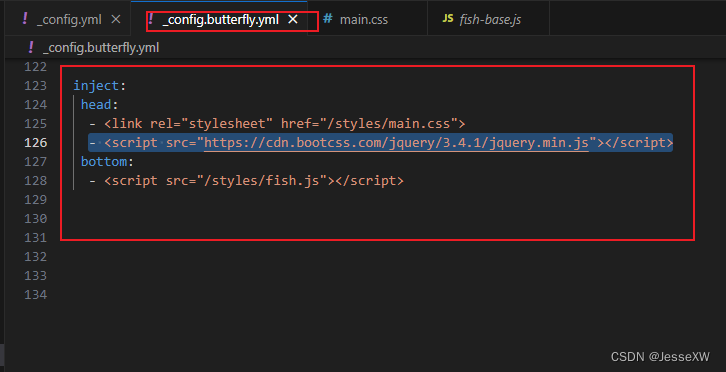 ! _config.yml × ! _config.butterfly.yml × # main.css JS fish-base.js
! _config.butterfly.yml
122
123 inject:
124 head:
125 - <link rel="stylesheet" href="/styles/main.css">
126 - <script src="https://cdn.bootcss.com/jquery/3.4.1/jquery.min.js"></script>
127 bottom:
128 - <script src="/styles/fish.js"></script>
129
130
131
132
133
134
CSDN @JesseXW